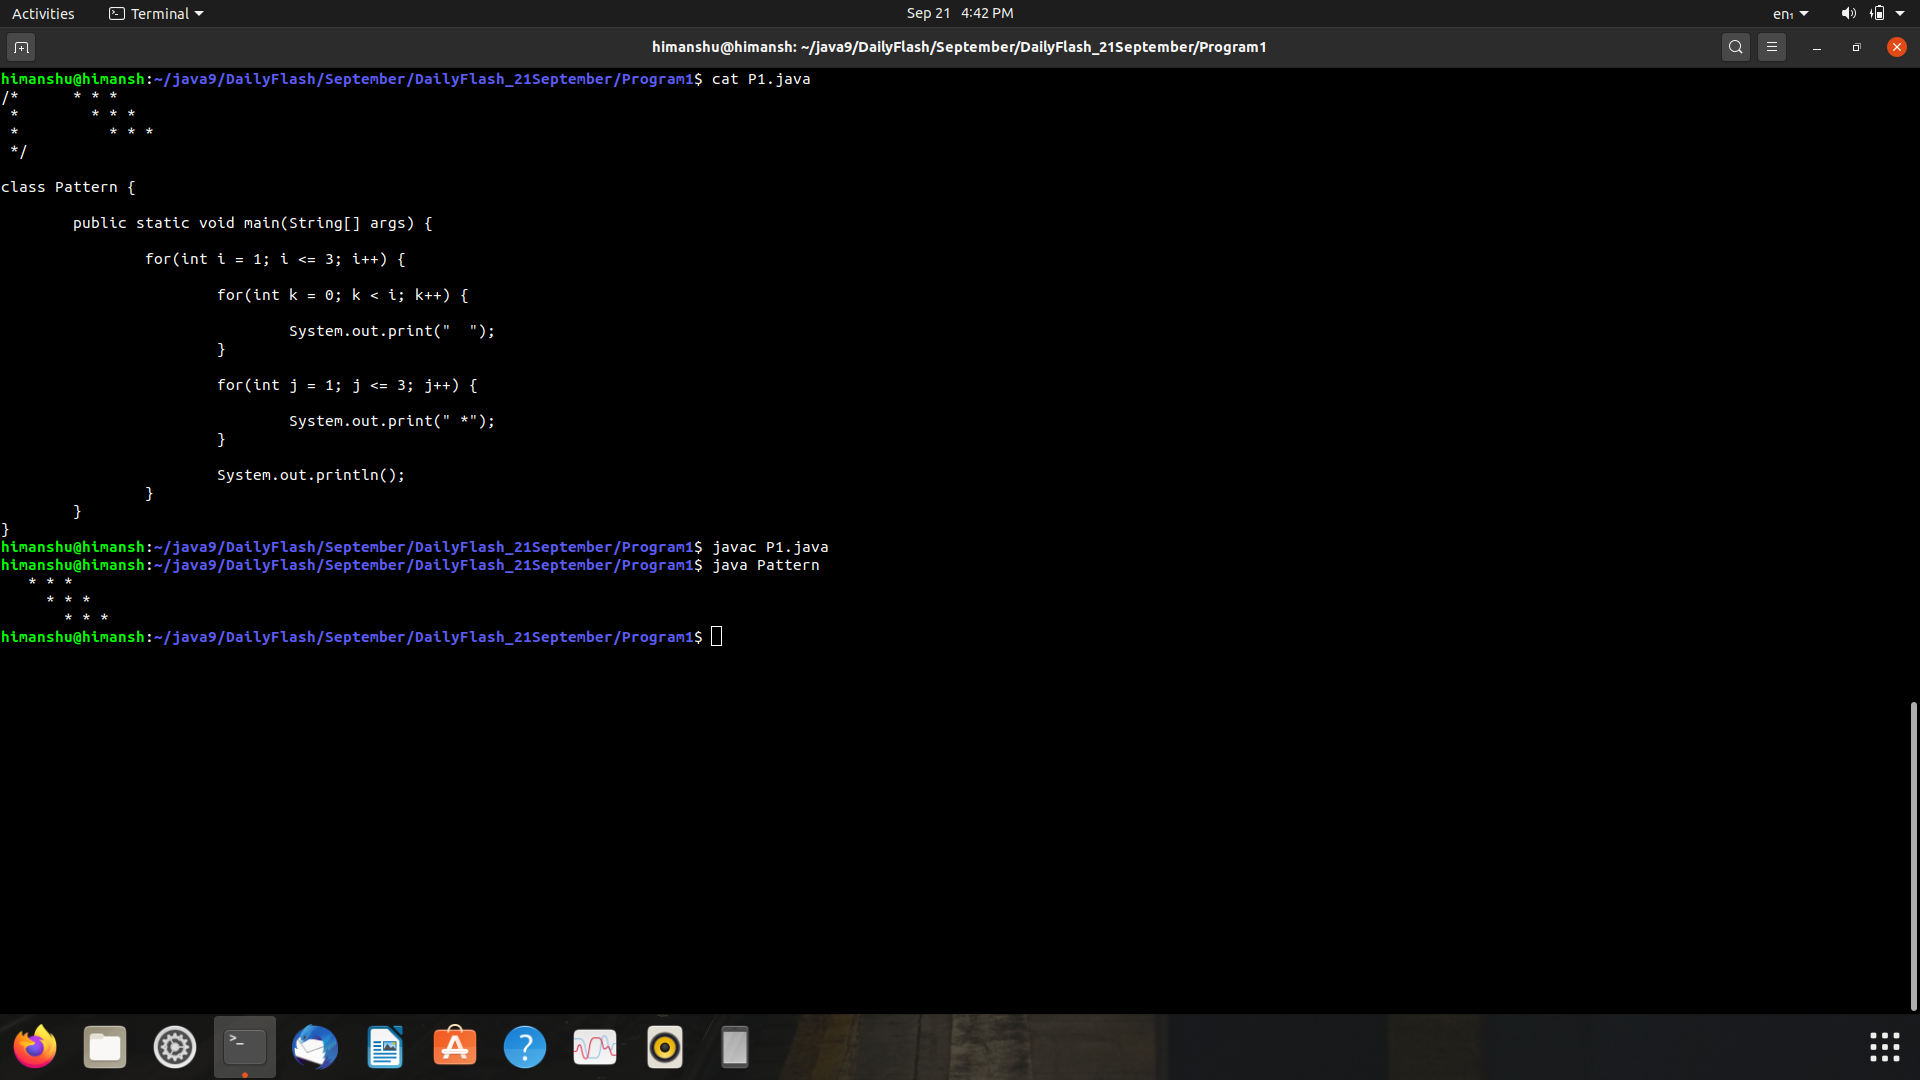 Activities Terminal Sep 21 4:42 PM en₁
himanshu@himansh: ~/java9/DailyFlash/September/DailyFlash_21September/Program1
himanshu@himansh:~/java9/DailyFlash/September/DailyFlash_21September/Program1$ cat P1.java
/*      * * *
 *        * * *
 *          * * *
 */

class Pattern {

        public static void main(String[] args) {

                for(int i = 1; i <= 3; i++) {

                        for(int k = 0; k < i; k++) {

                                System.out.print("  ");
                        }

                        for(int j = 1; j <= 3; j++) {

                                System.out.print(" *");
                        }

                        System.out.println();
                }
        }
}
himanshu@himansh:~/java9/DailyFlash/September/DailyFlash_21September/Program1$ javac P1.java
himanshu@himansh:~/java9/DailyFlash/September/DailyFlash_21September/Program1$ java Pattern
   * * *
     * * *
       * * *
himanshu@himansh:~/java9/DailyFlash/September/DailyFlash_21September/Program1$